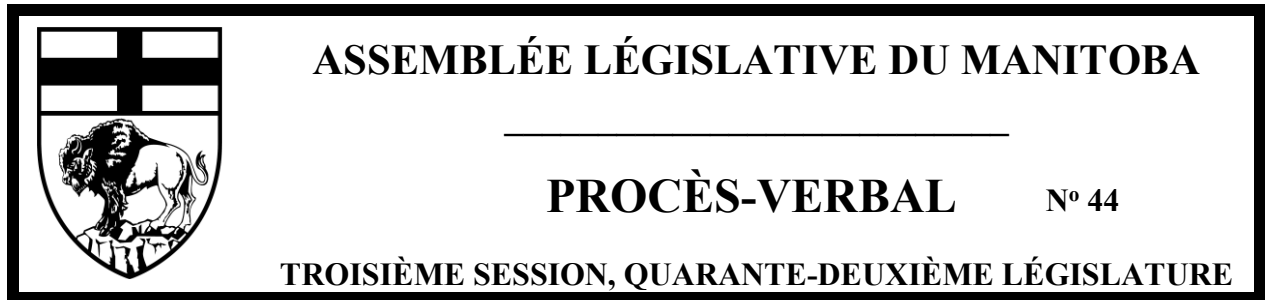 ASSEMBLÉE LÉGISLATIVE DU MANITOBA
PROCÈS-VERBAL Nº 44
TROISIÈME SESSION, QUARANTE-DEUXIÈME LÉGISLATURE